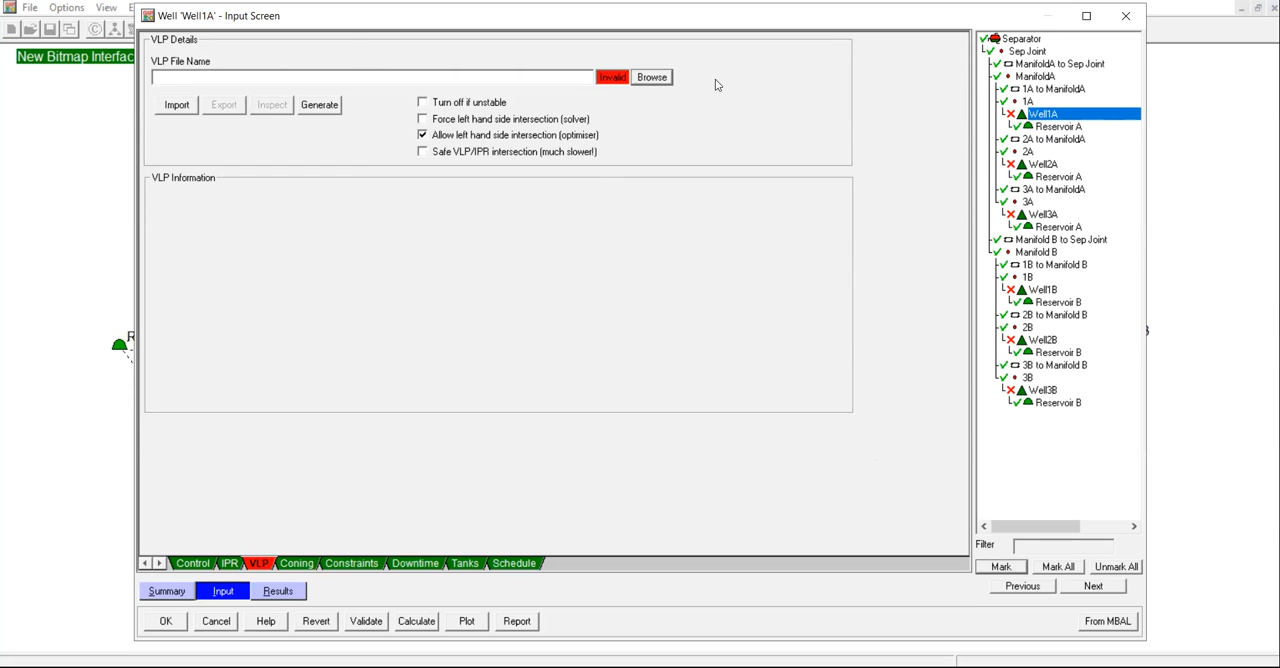 File Options View E
New Bitmap Interfac
R
B
Well 'Well1A' - Input Screen
VLP Details
VLP File Name
Invalid
Browse
Import
Export
Inspect
Generate
Turn off if unstable
Force left hand side intersection (solver)
Allow left hand side intersection (optimiser)
Safe VLP/IPR intersection (much slower!)
VLP Information
Control
IPR
VLP
Coning
Constraints
Downtime
Tanks
Schedule
Summary
Input
Results
OK
Cancel
Help
Revert
Validate
Calculate
Plot
Report
From MBAL
Separator
Sep Joint
ManifoldA to Sep Joint
ManifoldA
1A to ManifoldA
1A
Well1A
Reservoir A
2A to ManifoldA
2A
Well2A
Reservoir A
3A to ManifoldA
3A
Well3A
Reservoir A
Manifold B to Sep Joint
Manifold B
1B to Manifold B
1B
Well1B
Reservoir B
2B to Manifold B
2B
Well2B
Reservoir B
3B to Manifold B
3B
Well3B
Reservoir B
Filter
Mark
Mark All
Unmark All
Previous
Next